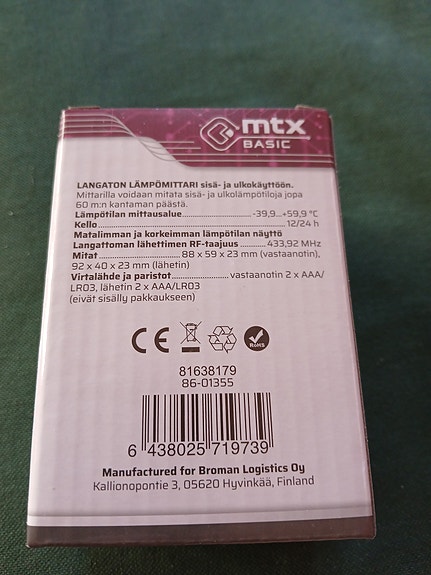 mtx
BASIC
LANGATON LÄMPÖMITTARI sisä- ja ulkokäyttöön.
Mittarilla voidaan mitata sisä- ja ulkolämpötiloja jopa
60 m:n kantaman päästä.
Lämpötilan mittausalue -39,9...+59,9 °C
Kello 12/24 h
Matalimman ja korkeimman lämpötilan näyttö
Langattoman lähettimen RF-taajuus 433,92 MHz
Mitat 88 x 59 x 23 mm (vastaanotin),
92 x 40 x 23 mm (lähetin)
Virtalähde ja paristot vastaanotin 2 x AAA/
LR03, lähetin 2 x AAA/LR03
(eivät sisälly pakkaukseen)
CE RoHS
81638179
86-01355
6 438025 719739
Manufactured for Broman Logistics Oy
Kallionopontie 3, 05620 Hyvinkää, Finland